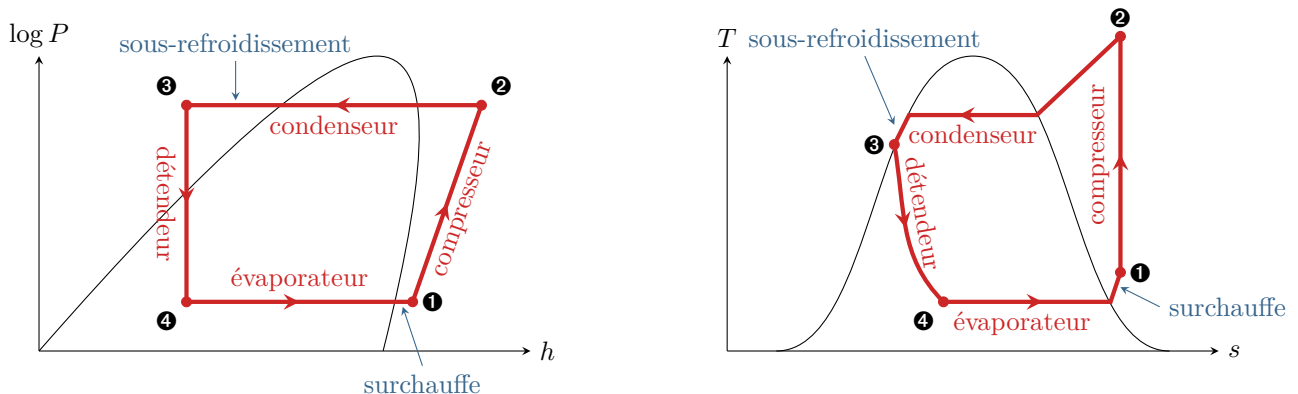 log P
sous-refroidissement
❸
❷
condenseur
détendeur
compresseur
évaporateur
❹
❶
h
surchauffe
❷
T
sous-refroidissement
❸
condenseur
compresseur
détendeur
❶
❹
évaporateur
surchauffe
s